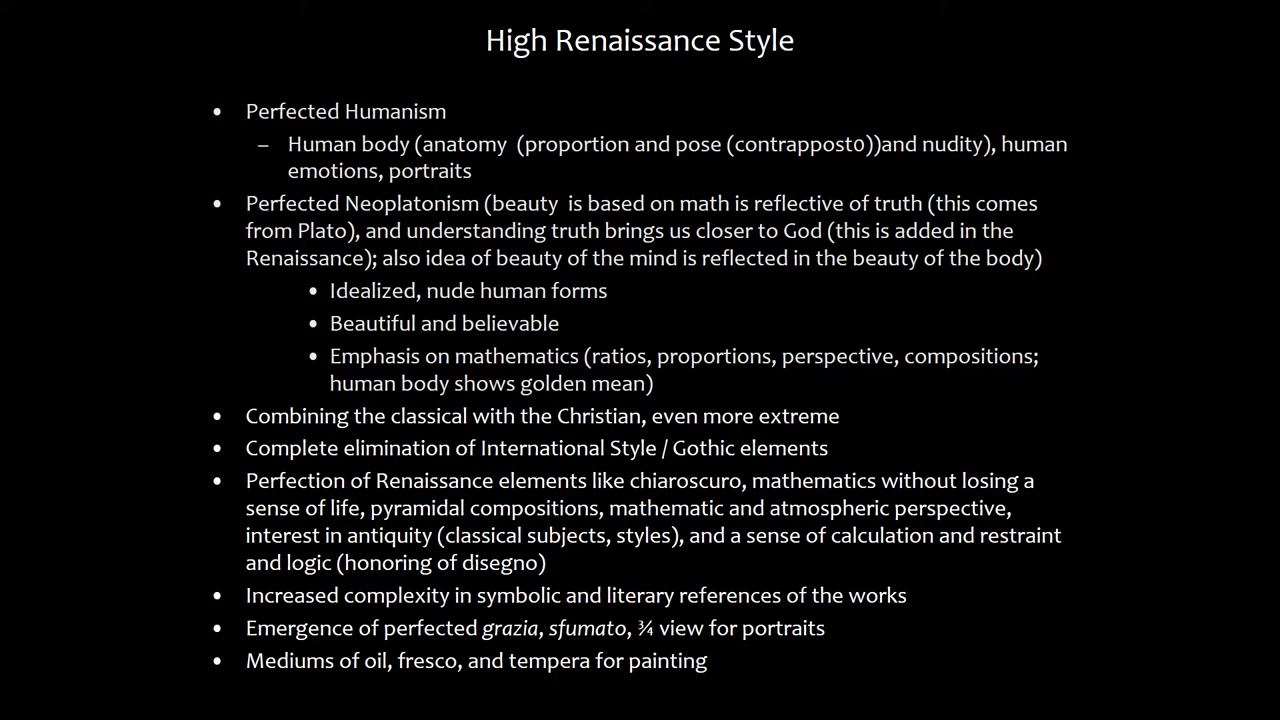 High Renaissance Style
• Perfected Humanism
– Human body (anatomy (proportion and pose (contrappost0))and nudity), human
emotions, portraits
• Perfected Neoplatonism (beauty is based on math is reflective of truth (this comes
from Plato), and understanding truth brings us closer to God (this is added in the
Renaissance); also idea of beauty of the mind is reflected in the beauty of the body)
• Idealized, nude human forms
• Beautiful and believable
• Emphasis on mathematics (ratios, proportions, perspective, compositions;
human body shows golden mean)
• Combining the classical with the Christian, even more extreme
• Complete elimination of International Style / Gothic elements
• Perfection of Renaissance elements like chiaroscuro, mathematics without losing a
sense of life, pyramidal compositions, mathematic and atmospheric perspective,
interest in antiquity (classical subjects, styles), and a sense of calculation and restraint
and logic (honoring of disegno)
• Increased complexity in symbolic and literary references of the works
• Emergence of perfected grazia, sfumato, ¾ view for portraits
• Mediums of oil, fresco, and tempera for painting